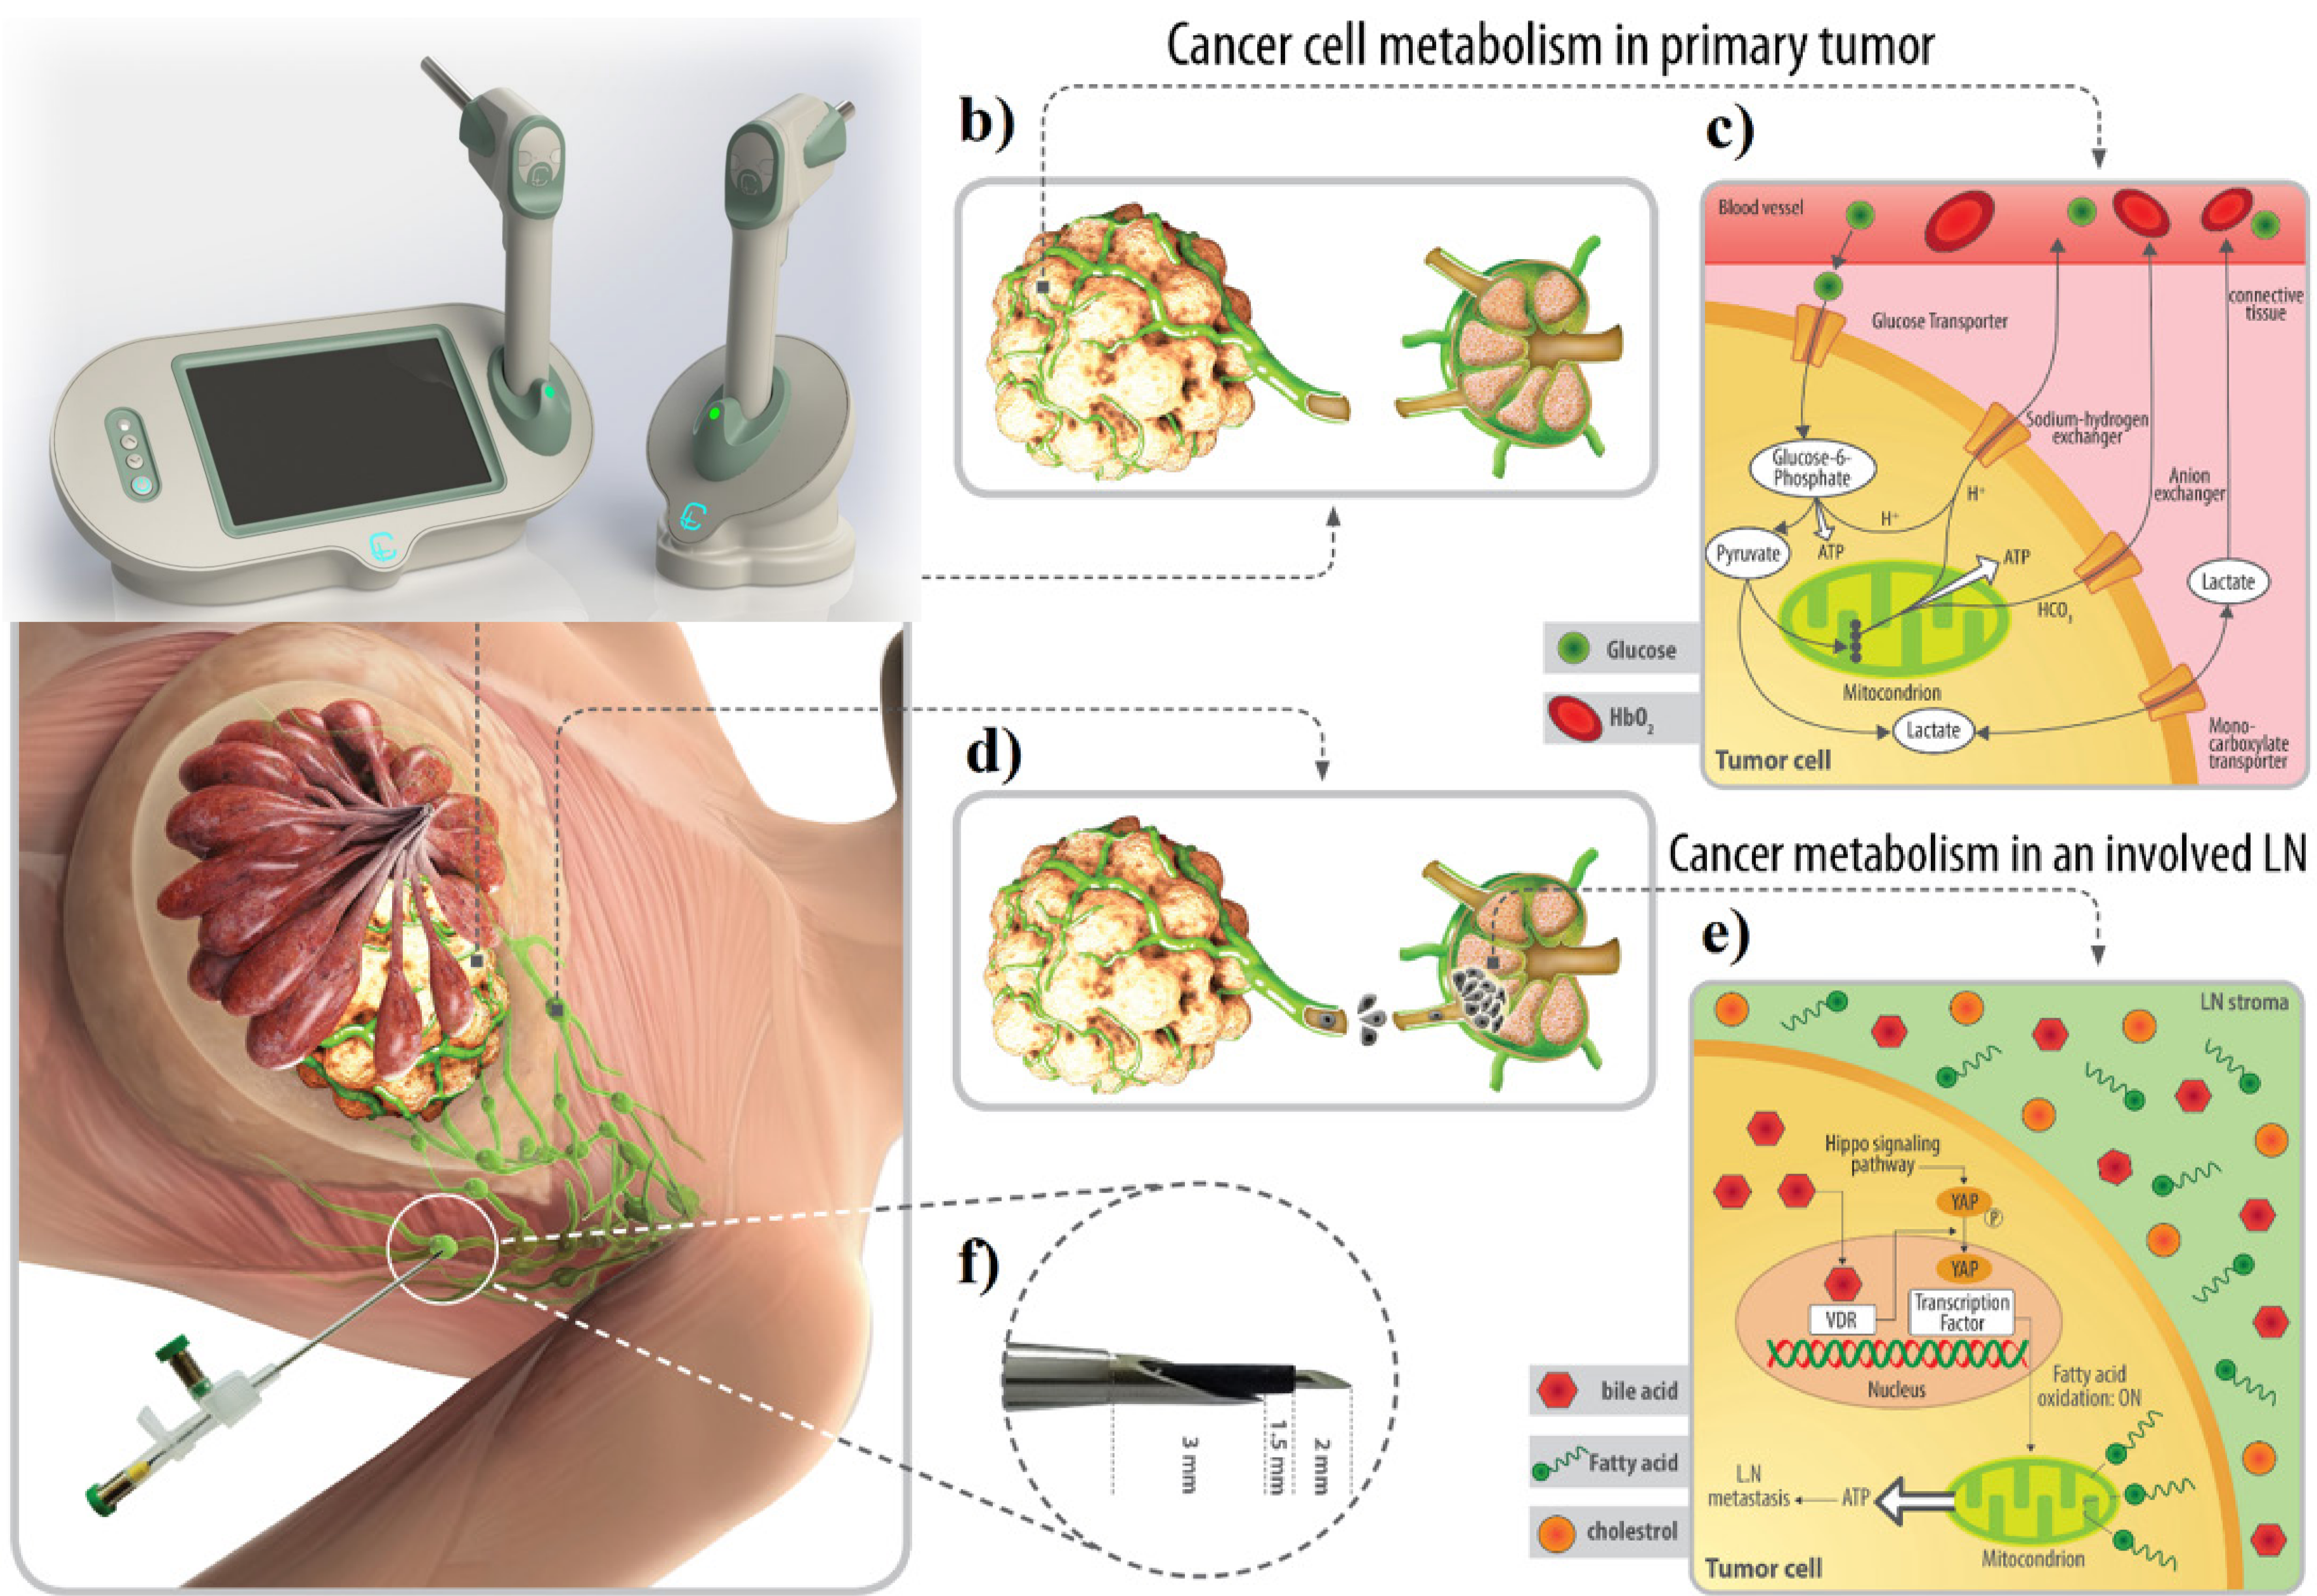 Cancer cell metabolism in primary tumor
b)
c)
Blood vessel
connective
tissue
Glucose Transporter
Sodium-hydrogen
exchanger
Glucose-6-
Phosphate
Anion
exchanger
H⁺
H⁺
Pyruvate
ATP
ATP
Lactate
HCO₃
Glucose
HbO₂
Mitocondrion
Lactate
Mono-
carboxylate
transporter
Tumor cell
d)
Cancer metabolism in an involved LN
e)
LN stroma
Hippo signaling
pathway
YAP
P
YAP
VDR
Transcription
Factor
Nucleus
Fatty acid
oxidation: ON
bile acid
Fatty acid
cholestrol
L.N
metastasis
ATP
Mitocondrion
Tumor cell
f)
3 mm
1.5 mm
2 mm